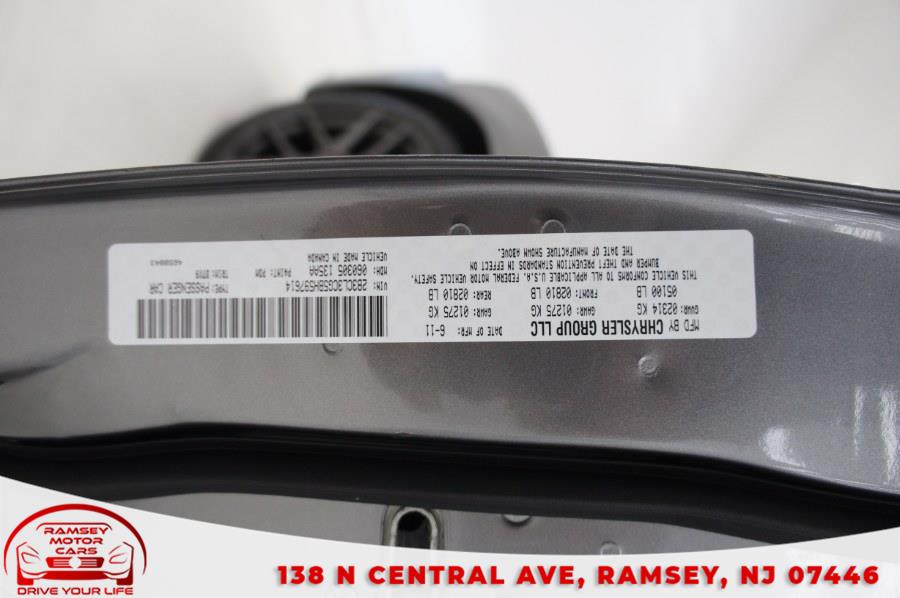 MFD BY CHRYSLER GROUP LLC
DATE OF MFR: 6-11
GVWR: 02314 KG
05100 LB
GAWR: 01275 KG
FRONT: 02810 LB
GAWR: 01275 KG
REAR: 02810 LB
THIS VEHICLE CONFORMS TO ALL APPLICABLE U.S.A. FEDERAL MOTOR VEHICLE SAFETY,
BUMPER AND THEFT PREVENTION STANDARDS IN EFFECT ON
THE DATE OF MANUFACTURE SHOWN ABOVE.
VIN: 2B3CL3CG5BH597614
TYPE: PASSENGER CAR
MDH: 060305 135AA
PAINT: PDM
VEHICLE MADE IN CANADA
RAMSEY
MOTOR
CARS
DRIVE YOUR LIFE
138 N CENTRAL AVE, RAMSEY, NJ 07446